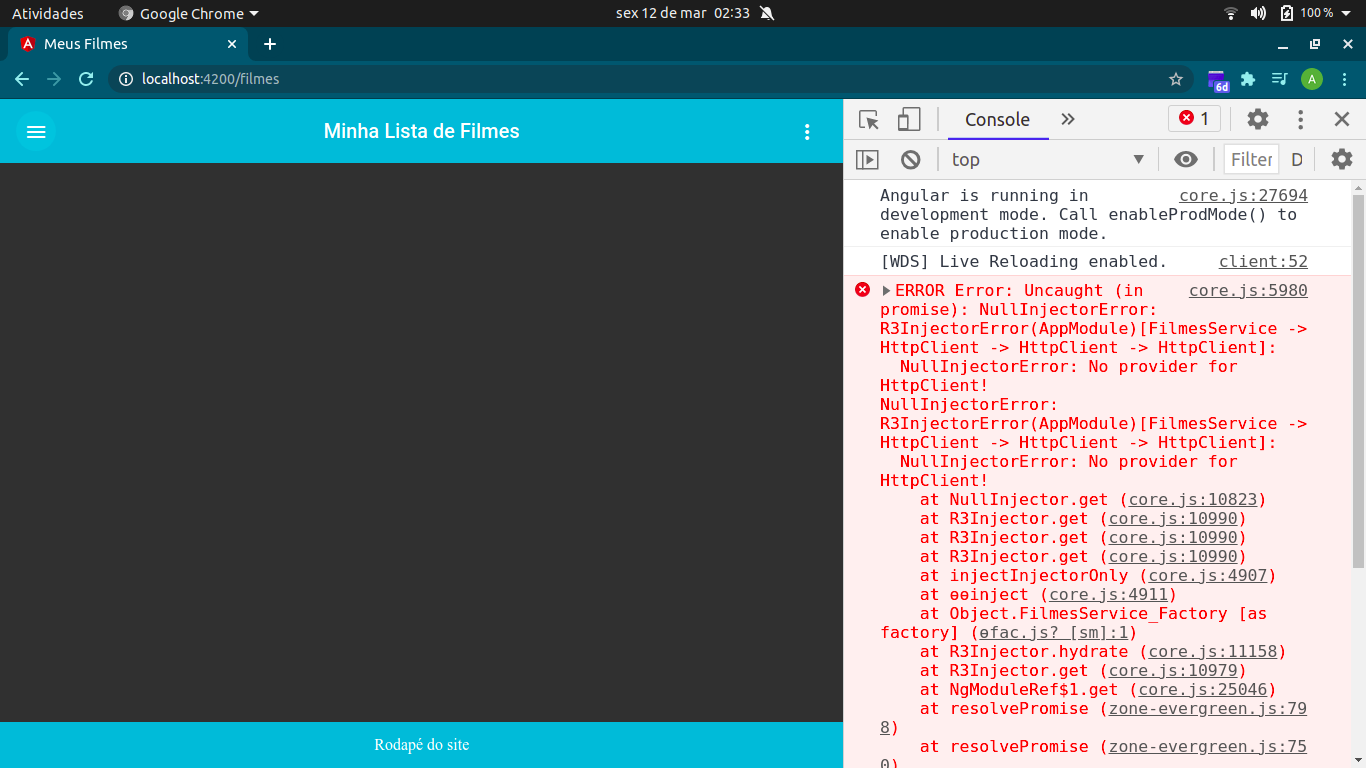 Atividades
Google Chrome
sex 12 de mar 02:33
100 %
Meus Filmes
localhost:4200/filmes
6d
A
Minha Lista de Filmes
Console
1
top
Filter
D
Angular is running in core.js:27694
development mode. Call enableProdMode() to
enable production mode.
[WDS] Live Reloading enabled. client:52
ERROR Error: Uncaught (in core.js:5980
promise): NullInjectorError:
R3InjectorError(AppModule)[FilmesService ->
HttpClient -> HttpClient -> HttpClient]:
NullInjectorError: No provider for
HttpClient!
NullInjectorError:
R3InjectorError(AppModule)[FilmesService ->
HttpClient -> HttpClient -> HttpClient]:
NullInjectorError: No provider for
HttpClient!
at NullInjector.get (core.js:10823)
at R3Injector.get (core.js:10990)
at R3Injector.get (core.js:10990)
at R3Injector.get (core.js:10990)
at injectInjectorOnly (core.js:4907)
at ɵɵinject (core.js:4911)
at Object.FilmesService_Factory [as
factory] (ɵfac.js? [sm]:1)
at R3Injector.hydrate (core.js:11158)
at R3Injector.get (core.js:10979)
at NgModuleRef$1.get (core.js:25046)
at resolvePromise (zone-evergreen.js:79
8)
at resolvePromise (zone-evergreen.js:75
0)
Rodapé do site